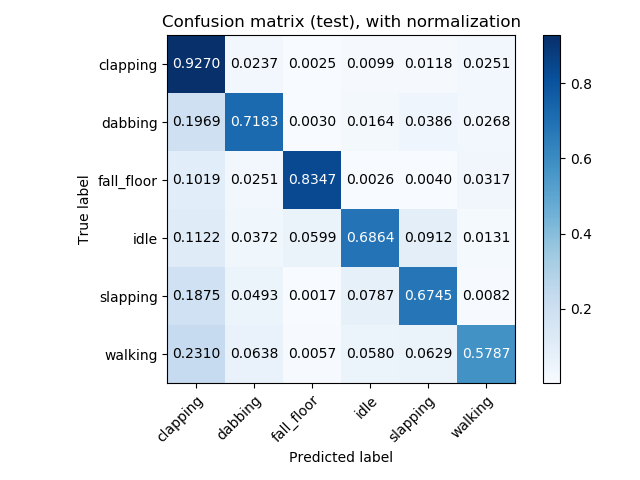 Confusion matrix (test), with normalization
clapping 0.9270 0.0237 0.0025 0.0099 0.0118 0.0251
dabbing 0.1969 0.7183 0.0030 0.0164 0.0386 0.0268
fall_floor 0.1019 0.0251 0.8347 0.0026 0.0040 0.0317
idle 0.1122 0.0372 0.0599 0.6864 0.0912 0.0131
slapping 0.1875 0.0493 0.0017 0.0787 0.6745 0.0082
walking 0.2310 0.0638 0.0057 0.0580 0.0629 0.5787
True label
clapping dabbing fall_floor idle slapping walking
Predicted label
0.8
0.6
0.4
0.2